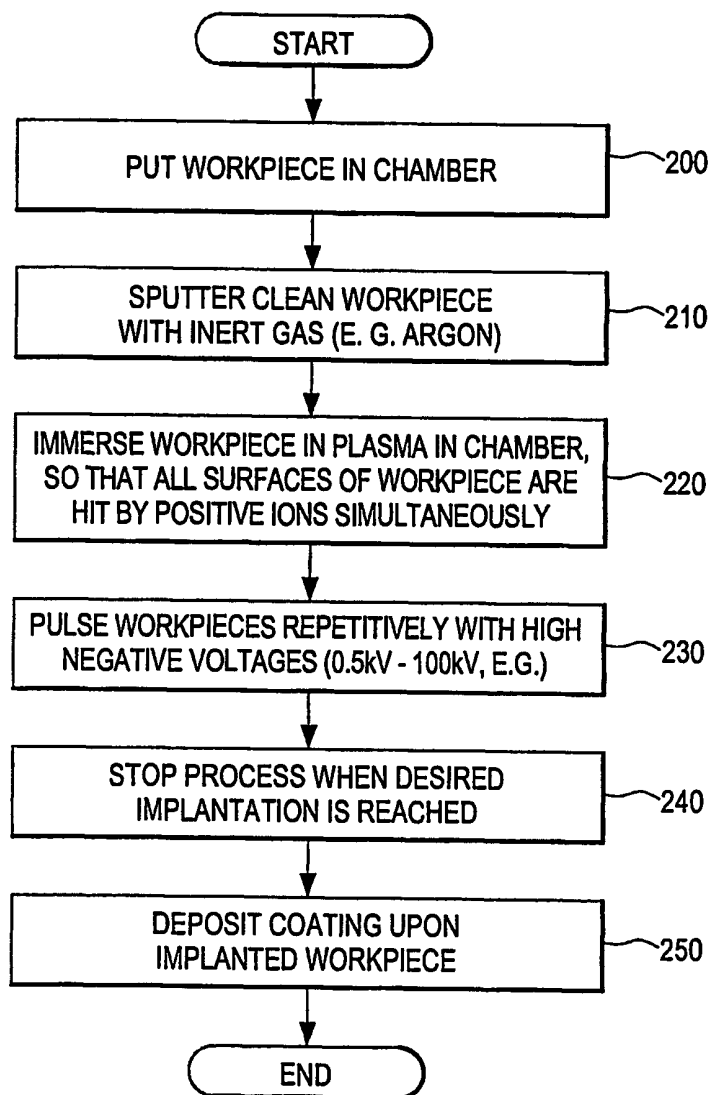 START
PUT WORKPIECE IN CHAMBER
200
SPUTTER CLEAN WORKPIECE
WITH INERT GAS (E. G. ARGON)
210
IMMERSE WORKPIECE IN PLASMA IN CHAMBER,
SO THAT ALL SURFACES OF WORKPIECE ARE
HIT BY POSITIVE IONS SIMULTANEOUSLY
220
PULSE WORKPIECES REPETITIVELY WITH HIGH
NEGATIVE VOLTAGES (0.5kV - 100kV, E.G.)
230
STOP PROCESS WHEN DESIRED
IMPLANTATION IS REACHED
240
DEPOSIT COATING UPON
IMPLANTED WORKPIECE
250
END